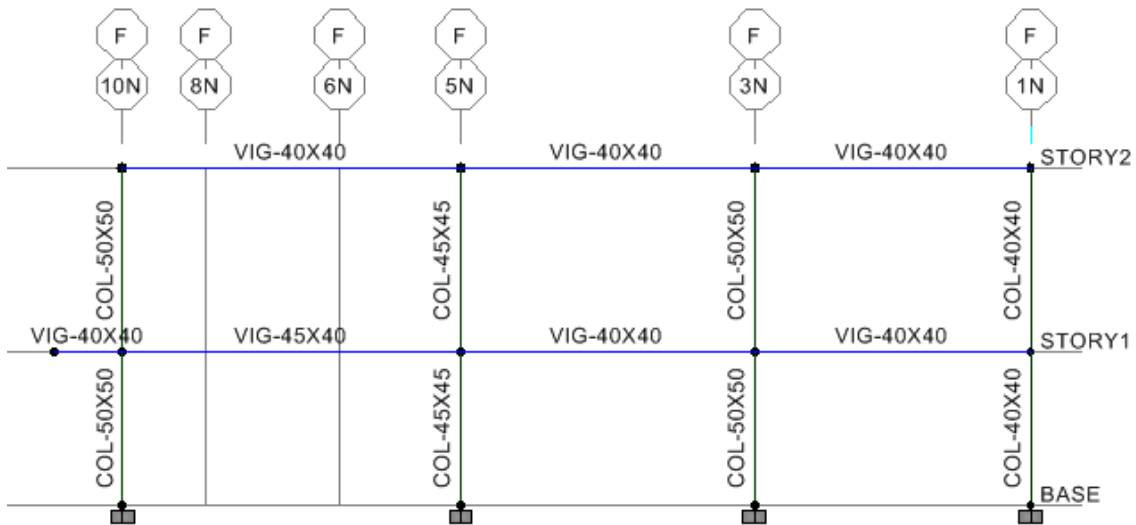 F F F F F F
10N 8N 6N 5N 3N 1N
VIG-40X40 VIG-40X40 VIG-40X40 STORY2
COL-50X50 COL-45X45 COL-50X50 COL-40X40
VIG-40X40 VIG-45X40 VIG-40X40 VIG-40X40 STORY1
COL-50X50 COL-45X45 COL-50X50 COL-40X40
BASE